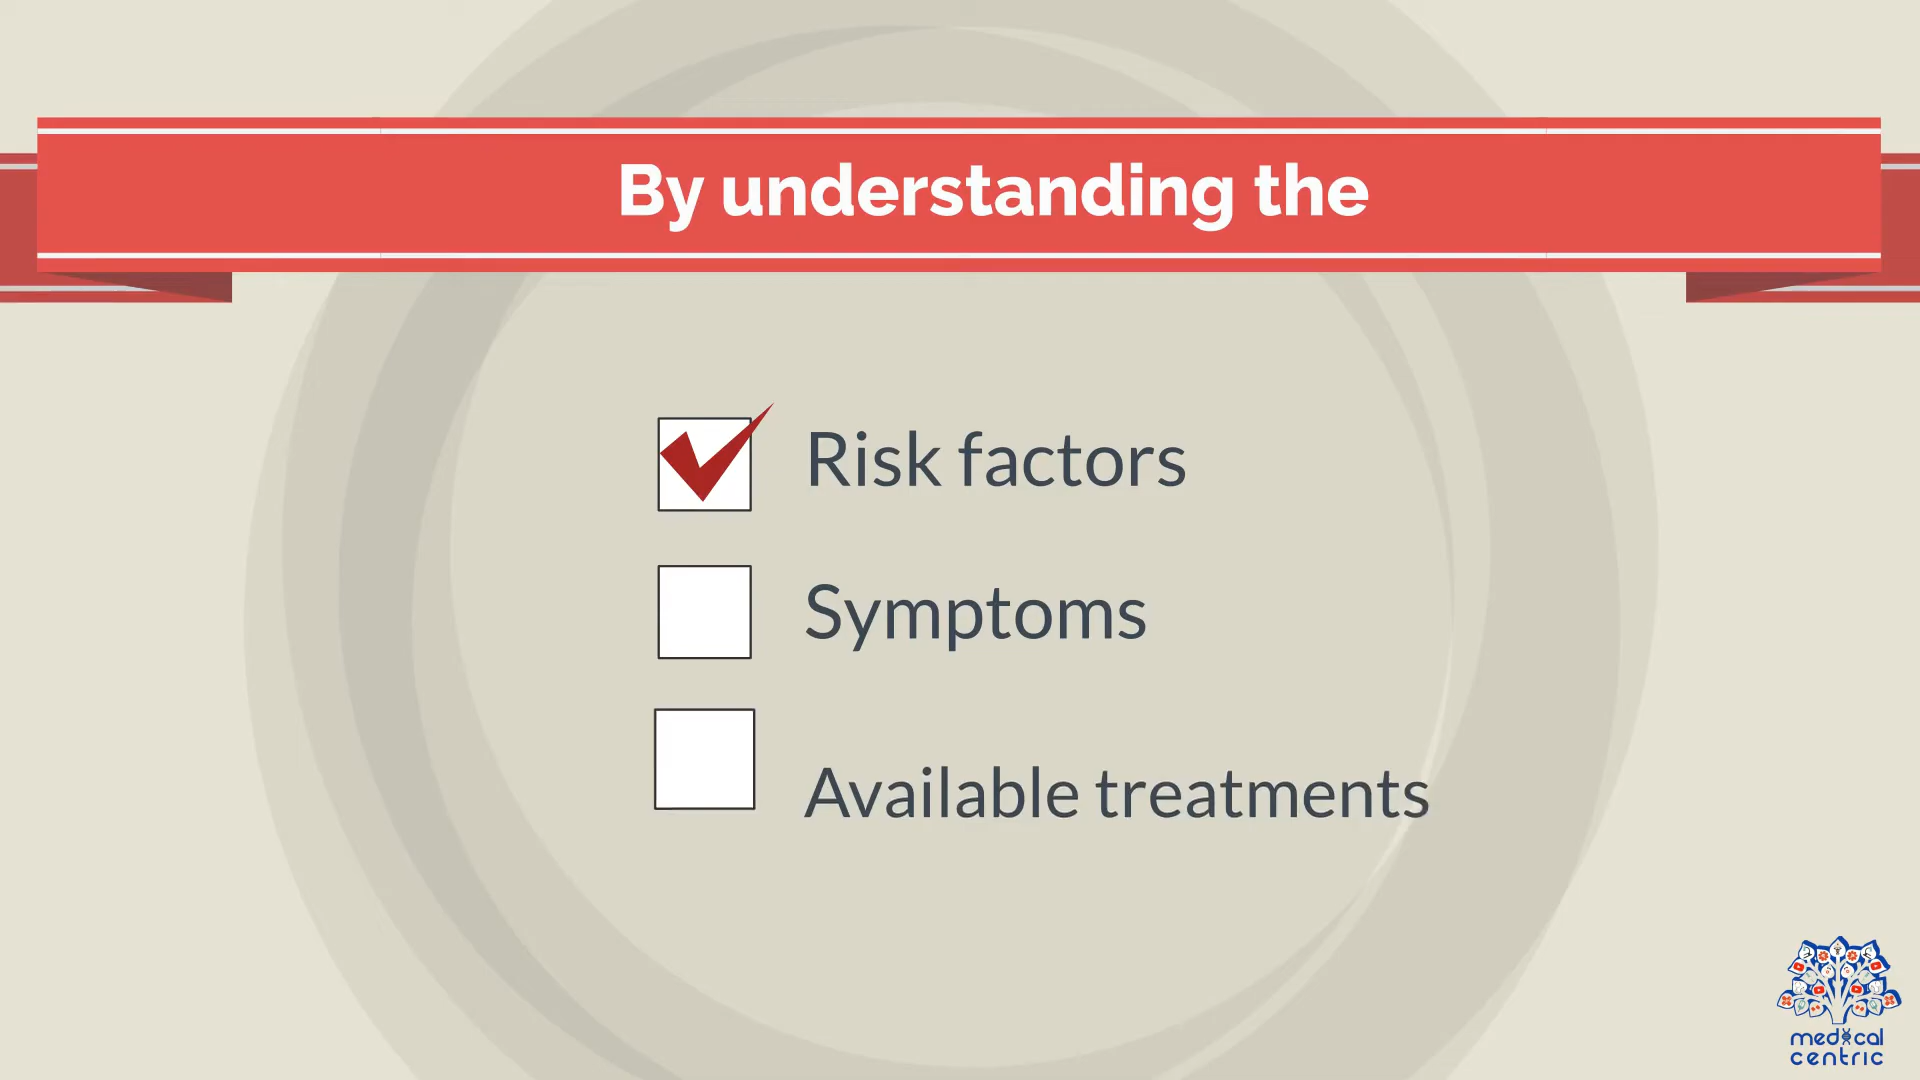 By understanding the
Risk factors
Symptoms
Available treatments
medical
centric